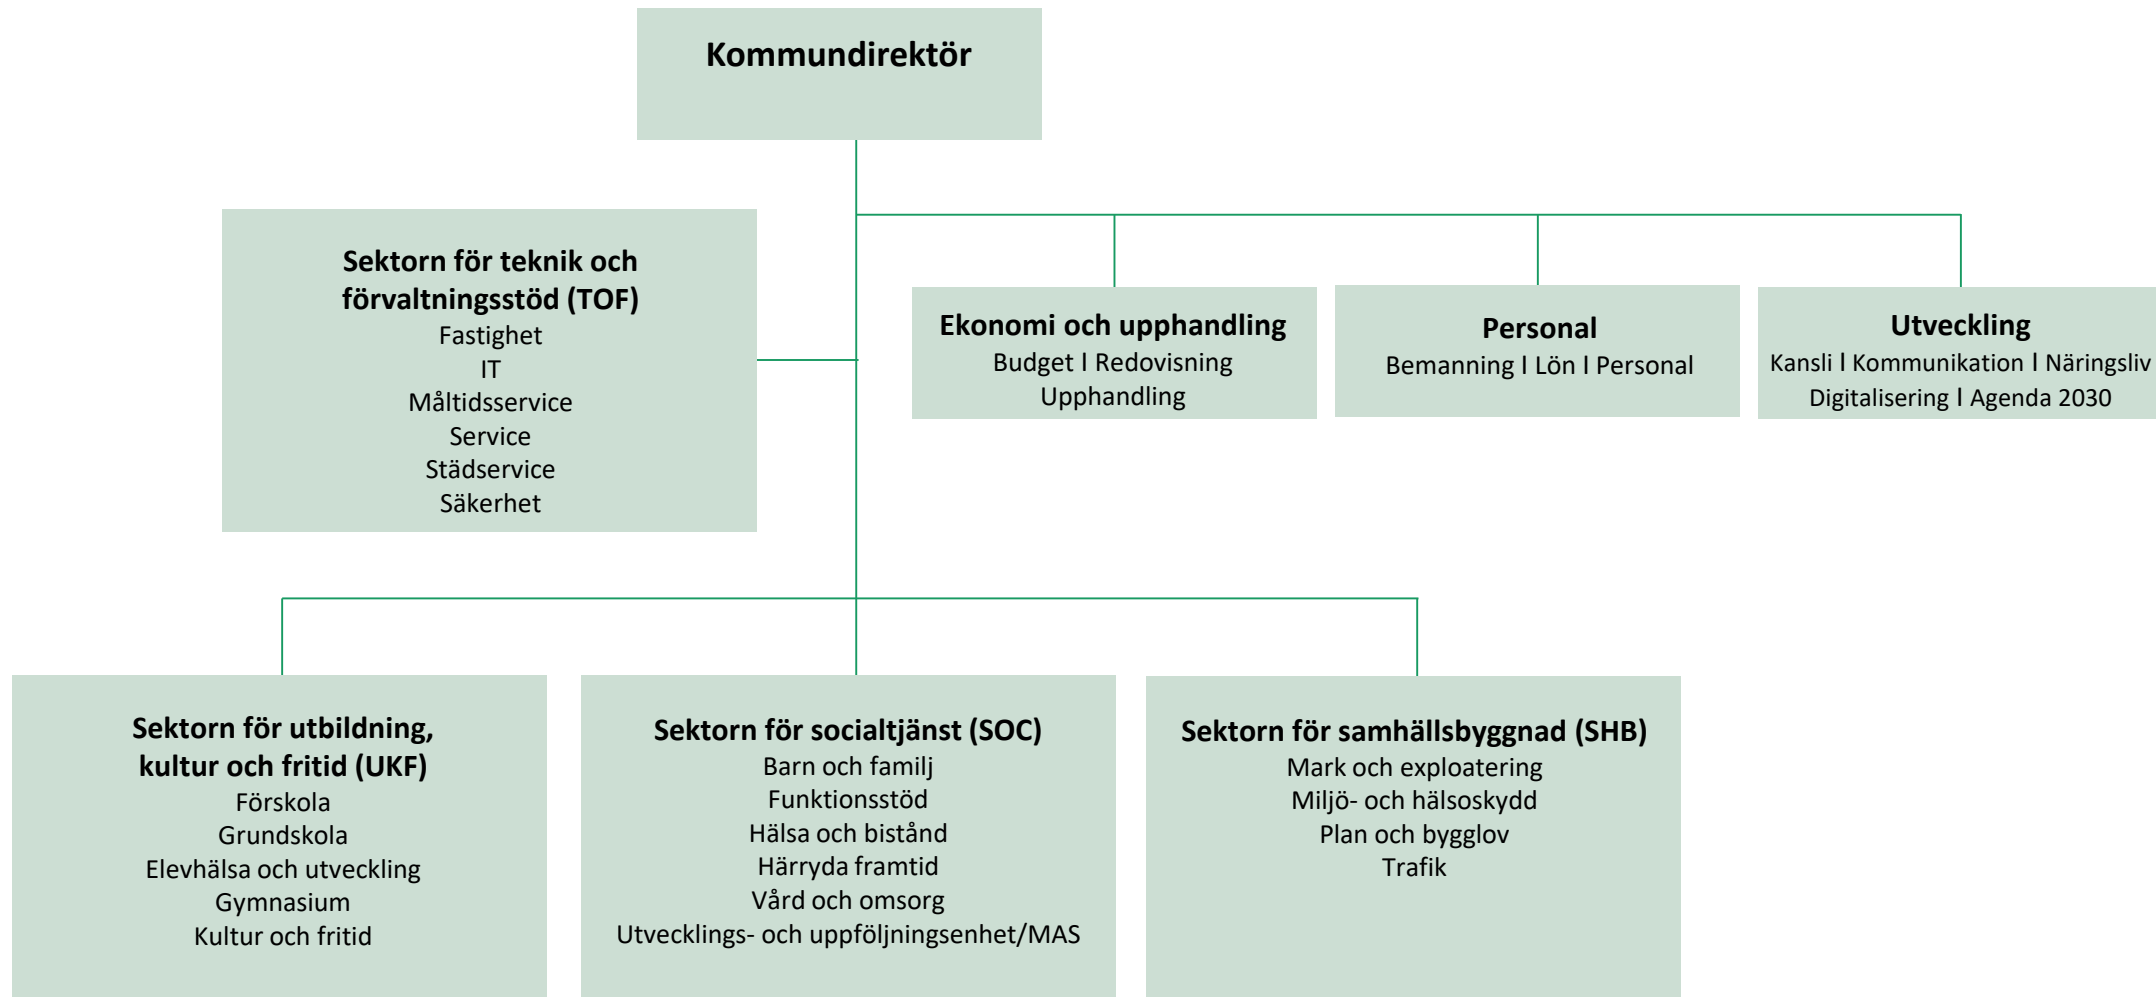 Kommundirektör
Sektorn för teknik och
förvaltningsstöd (TOF)
Fastighet
IT
Måltidsservice
Service
Städservice
Säkerhet
Ekonomi och upphandling
Budget l Redovisning
Upphandling
Personal
Bemanning l Lön l Personal
Utveckling
Kansli l Kommunikation l Näringsliv
Digitalisering l Agenda 2030
Sektorn för utbildning,
kultur och fritid (UKF)
Förskola
Grundskola
Elevhälsa och utveckling
Gymnasium
Kultur och fritid
Sektorn för socialtjänst (SOC)
Barn och familj
Funktionsstöd
Hälsa och bistånd
Härryda framtid
Vård och omsorg
Utvecklings- och uppföljningsenhet/MAS
Sektorn för samhällsbyggnad (SHB)
Mark och exploatering
Miljö- och hälsoskydd
Plan och bygglov
Trafik